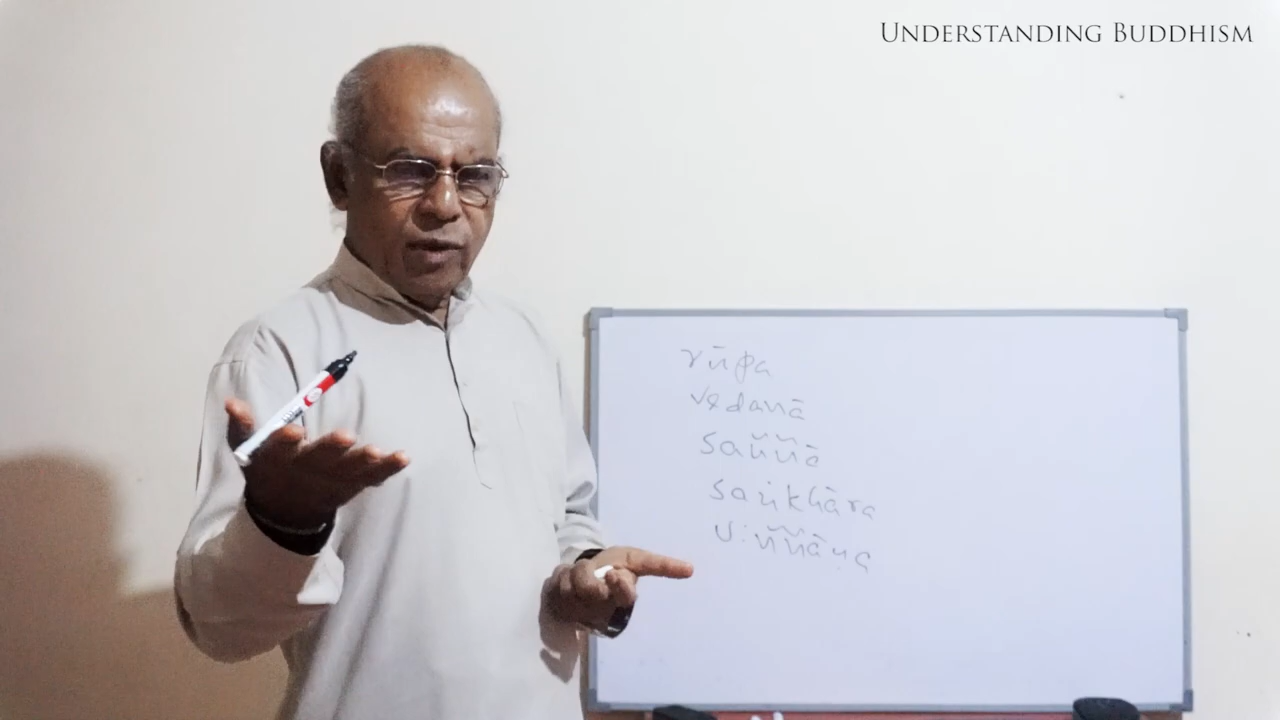 Understanding Buddhism
rūpa
vedanā
saññā
saṅkhāra
viññāṇa